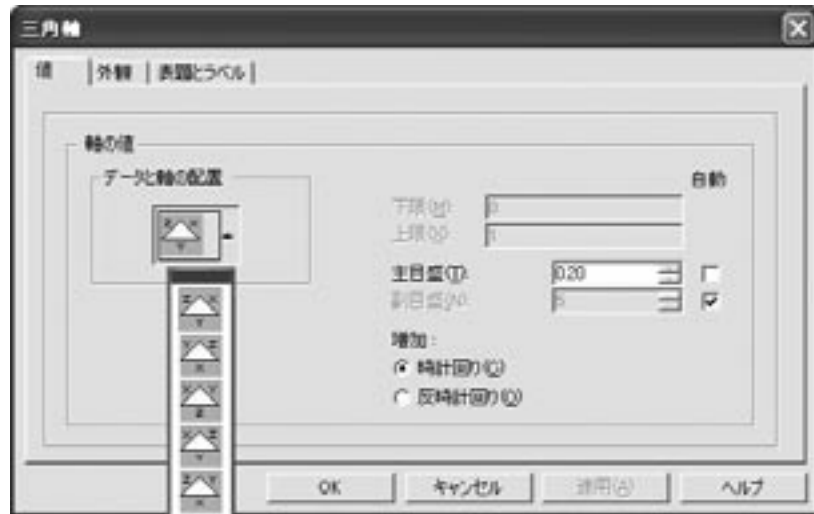 三角軸
値 外観 表題とラベル
軸の値
データと軸の配置
自動
下限(M):
上限(X):
主目盛(T): 0.20
副目盛(N):
増加:
時計回り(C)
反時計回り(O)
Z X
Y
Z X
Y
Y Z
X
X Y
Z
X Z
Y
Z Y
X
OK キャンセル 適用(A) ヘルプ